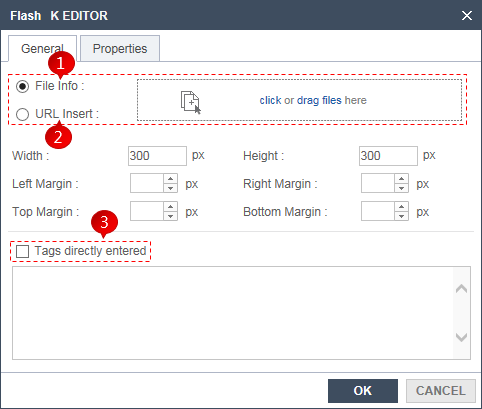 Flash K EDITOR
General Properties
1
File Info :
click or drag files here
URL Insert :
2
Width : 300 px Height : 300 px
Left Margin : px Right Margin : px
Top Margin : px Bottom Margin : px
3
Tags directly entered
OK CANCEL